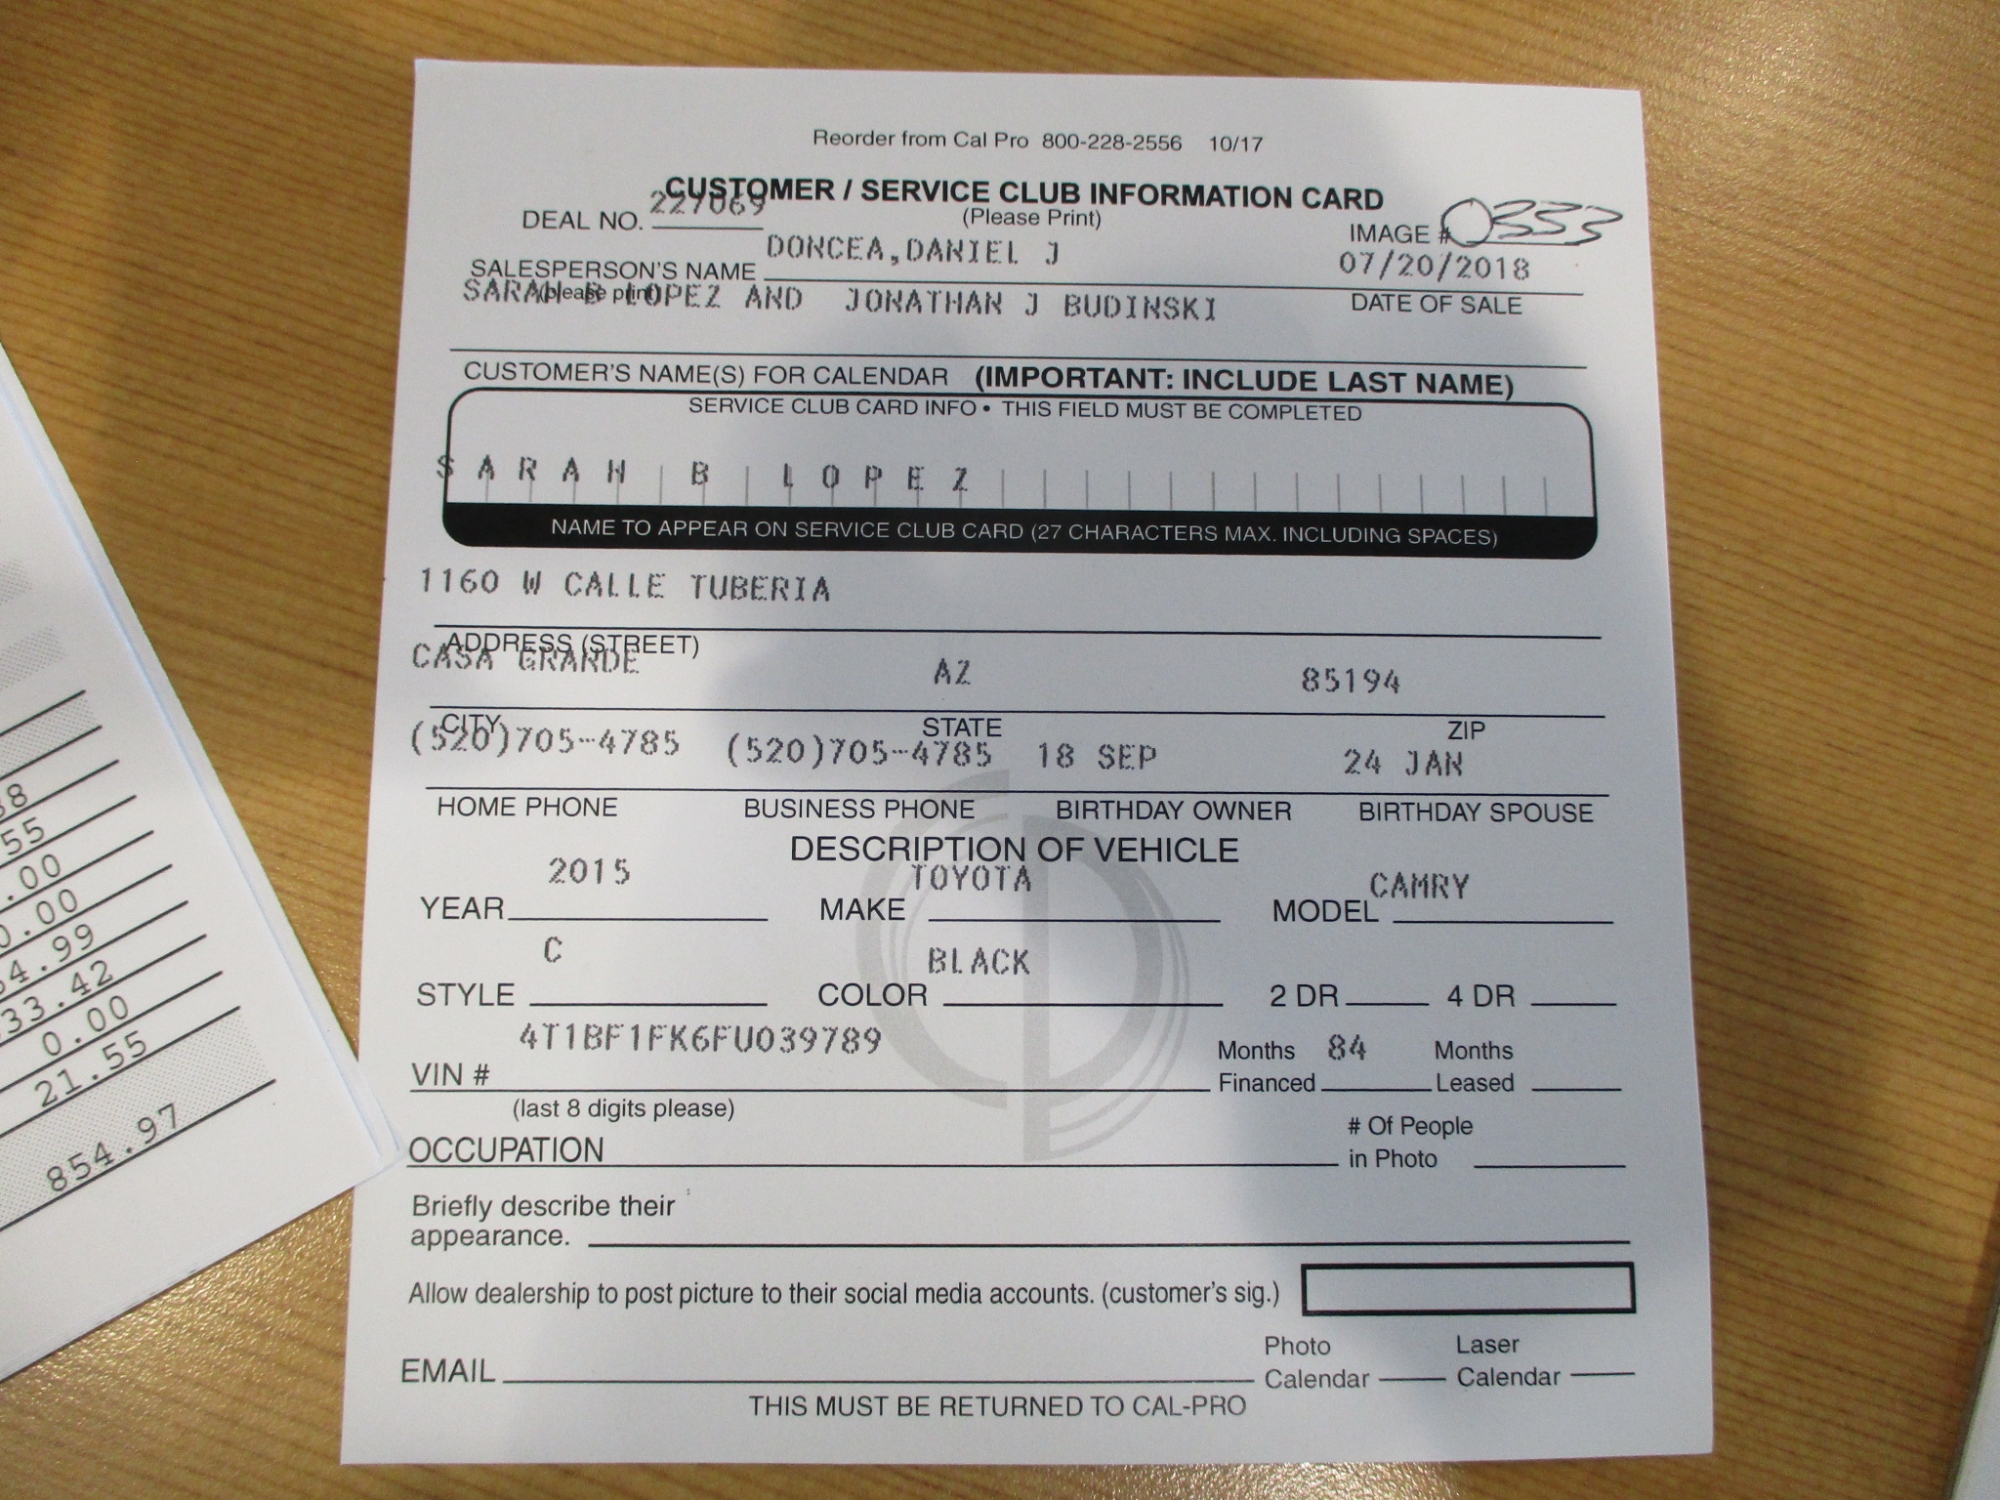 Reorder from Cal Pro 800-228-2556 10/17
CUSTOMER / SERVICE CLUB INFORMATION CARD
DEAL NO. 227069 (Please Print) IMAGE # 0333
SALESPERSON'S NAME DONCEA,DANIEL J 07/20/2018
(please print) DATE OF SALE
SARAH B LOPEZ AND JONATHAN J BUDINSKI
CUSTOMER'S NAME(S) FOR CALENDAR (IMPORTANT: INCLUDE LAST NAME)
SERVICE CLUB CARD INFO • THIS FIELD MUST BE COMPLETED
SARAH B LOPEZ
NAME TO APPEAR ON SERVICE CLUB CARD (27 CHARACTERS MAX. INCLUDING SPACES)
1160 W CALLE TUBERIA
ADDRESS (STREET)
CASA GRANDE AZ 85194
CITY STATE ZIP
(520)705-4785 (520)705-4785 18 SEP 24 JAN
HOME PHONE BUSINESS PHONE BIRTHDAY OWNER BIRTHDAY SPOUSE
DESCRIPTION OF VEHICLE
YEAR 2015 MAKE TOYOTA MODEL CAMRY
STYLE C COLOR BLACK 2 DR 4 DR
VIN # 4T1BF1FK6FU039789 Months Financed 84 Months Leased
(last 8 digits please)
OCCUPATION # Of People in Photo
Briefly describe their
appearance.
Allow dealership to post picture to their social media accounts. (customer's sig.)
EMAIL Photo Calendar Laser Calendar
THIS MUST BE RETURNED TO CAL-PRO
55
.00
0.00
4.99
33.42
0.00
21.55
854.97